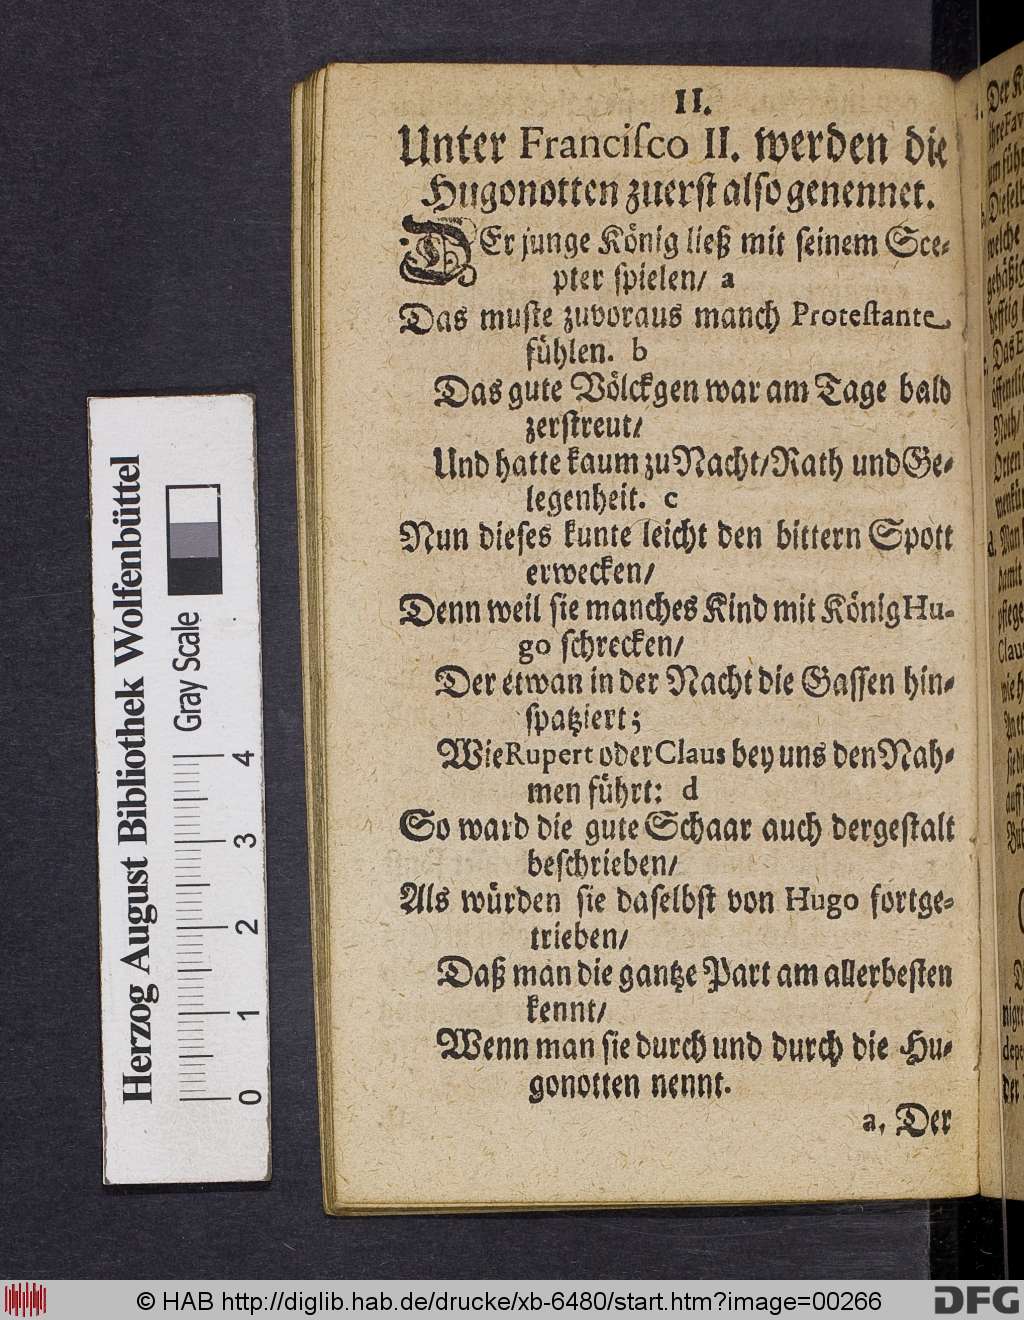 II.
Unter Franciſco II. werden die
Hugonotten zuerſt alſo genennet.
DEr junge König ließ mit ſeinem Sce-
pter ſpielen/ a
Das muſte zuvoraus manch Proteſtante
fühlen. b
Das gute Völckgen war am Tage bald
zerſtreut/
Und hatte kaum zu Nacht/Rath und Ge-
legenheit. c
Nun dieſes kunte leicht den bittern Spott
erwecken/
Denn weil ſie manches Kind mit König Hu-
go ſchrecken/
Der etwan in der Nacht die Gaſſen hin-
ſpatziert;
Wie Rupert oder Claus bey uns den Nah-
men führt: d
So ward die gute Schaar auch dergeſtalt
beſchrieben/
Als würden ſie daſelbſt von Hugo fortge-
trieben/
Daß man die gantze Part am allerbeſten
kennt/
Wenn man ſie durch und durch die Hu-
gonotten nennt.
a. Der
Herzog August Bibliothek Wolfenbüttel
Gray Scale
0 1 2 3 4
© HAB http://diglib.hab.de/drucke/xb-6480/start.htm?image=00266
DFG